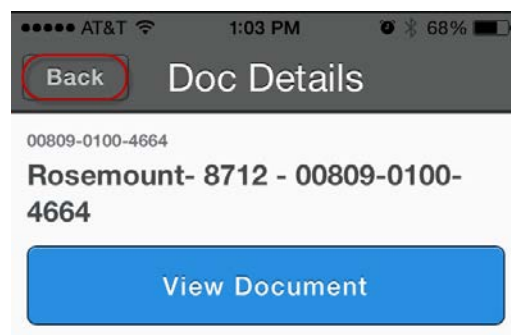 AT&T 1:03 PM 68%
Back Doc Details
00809-0100-4664
Rosemount- 8712 - 00809-0100-
4664
View Document